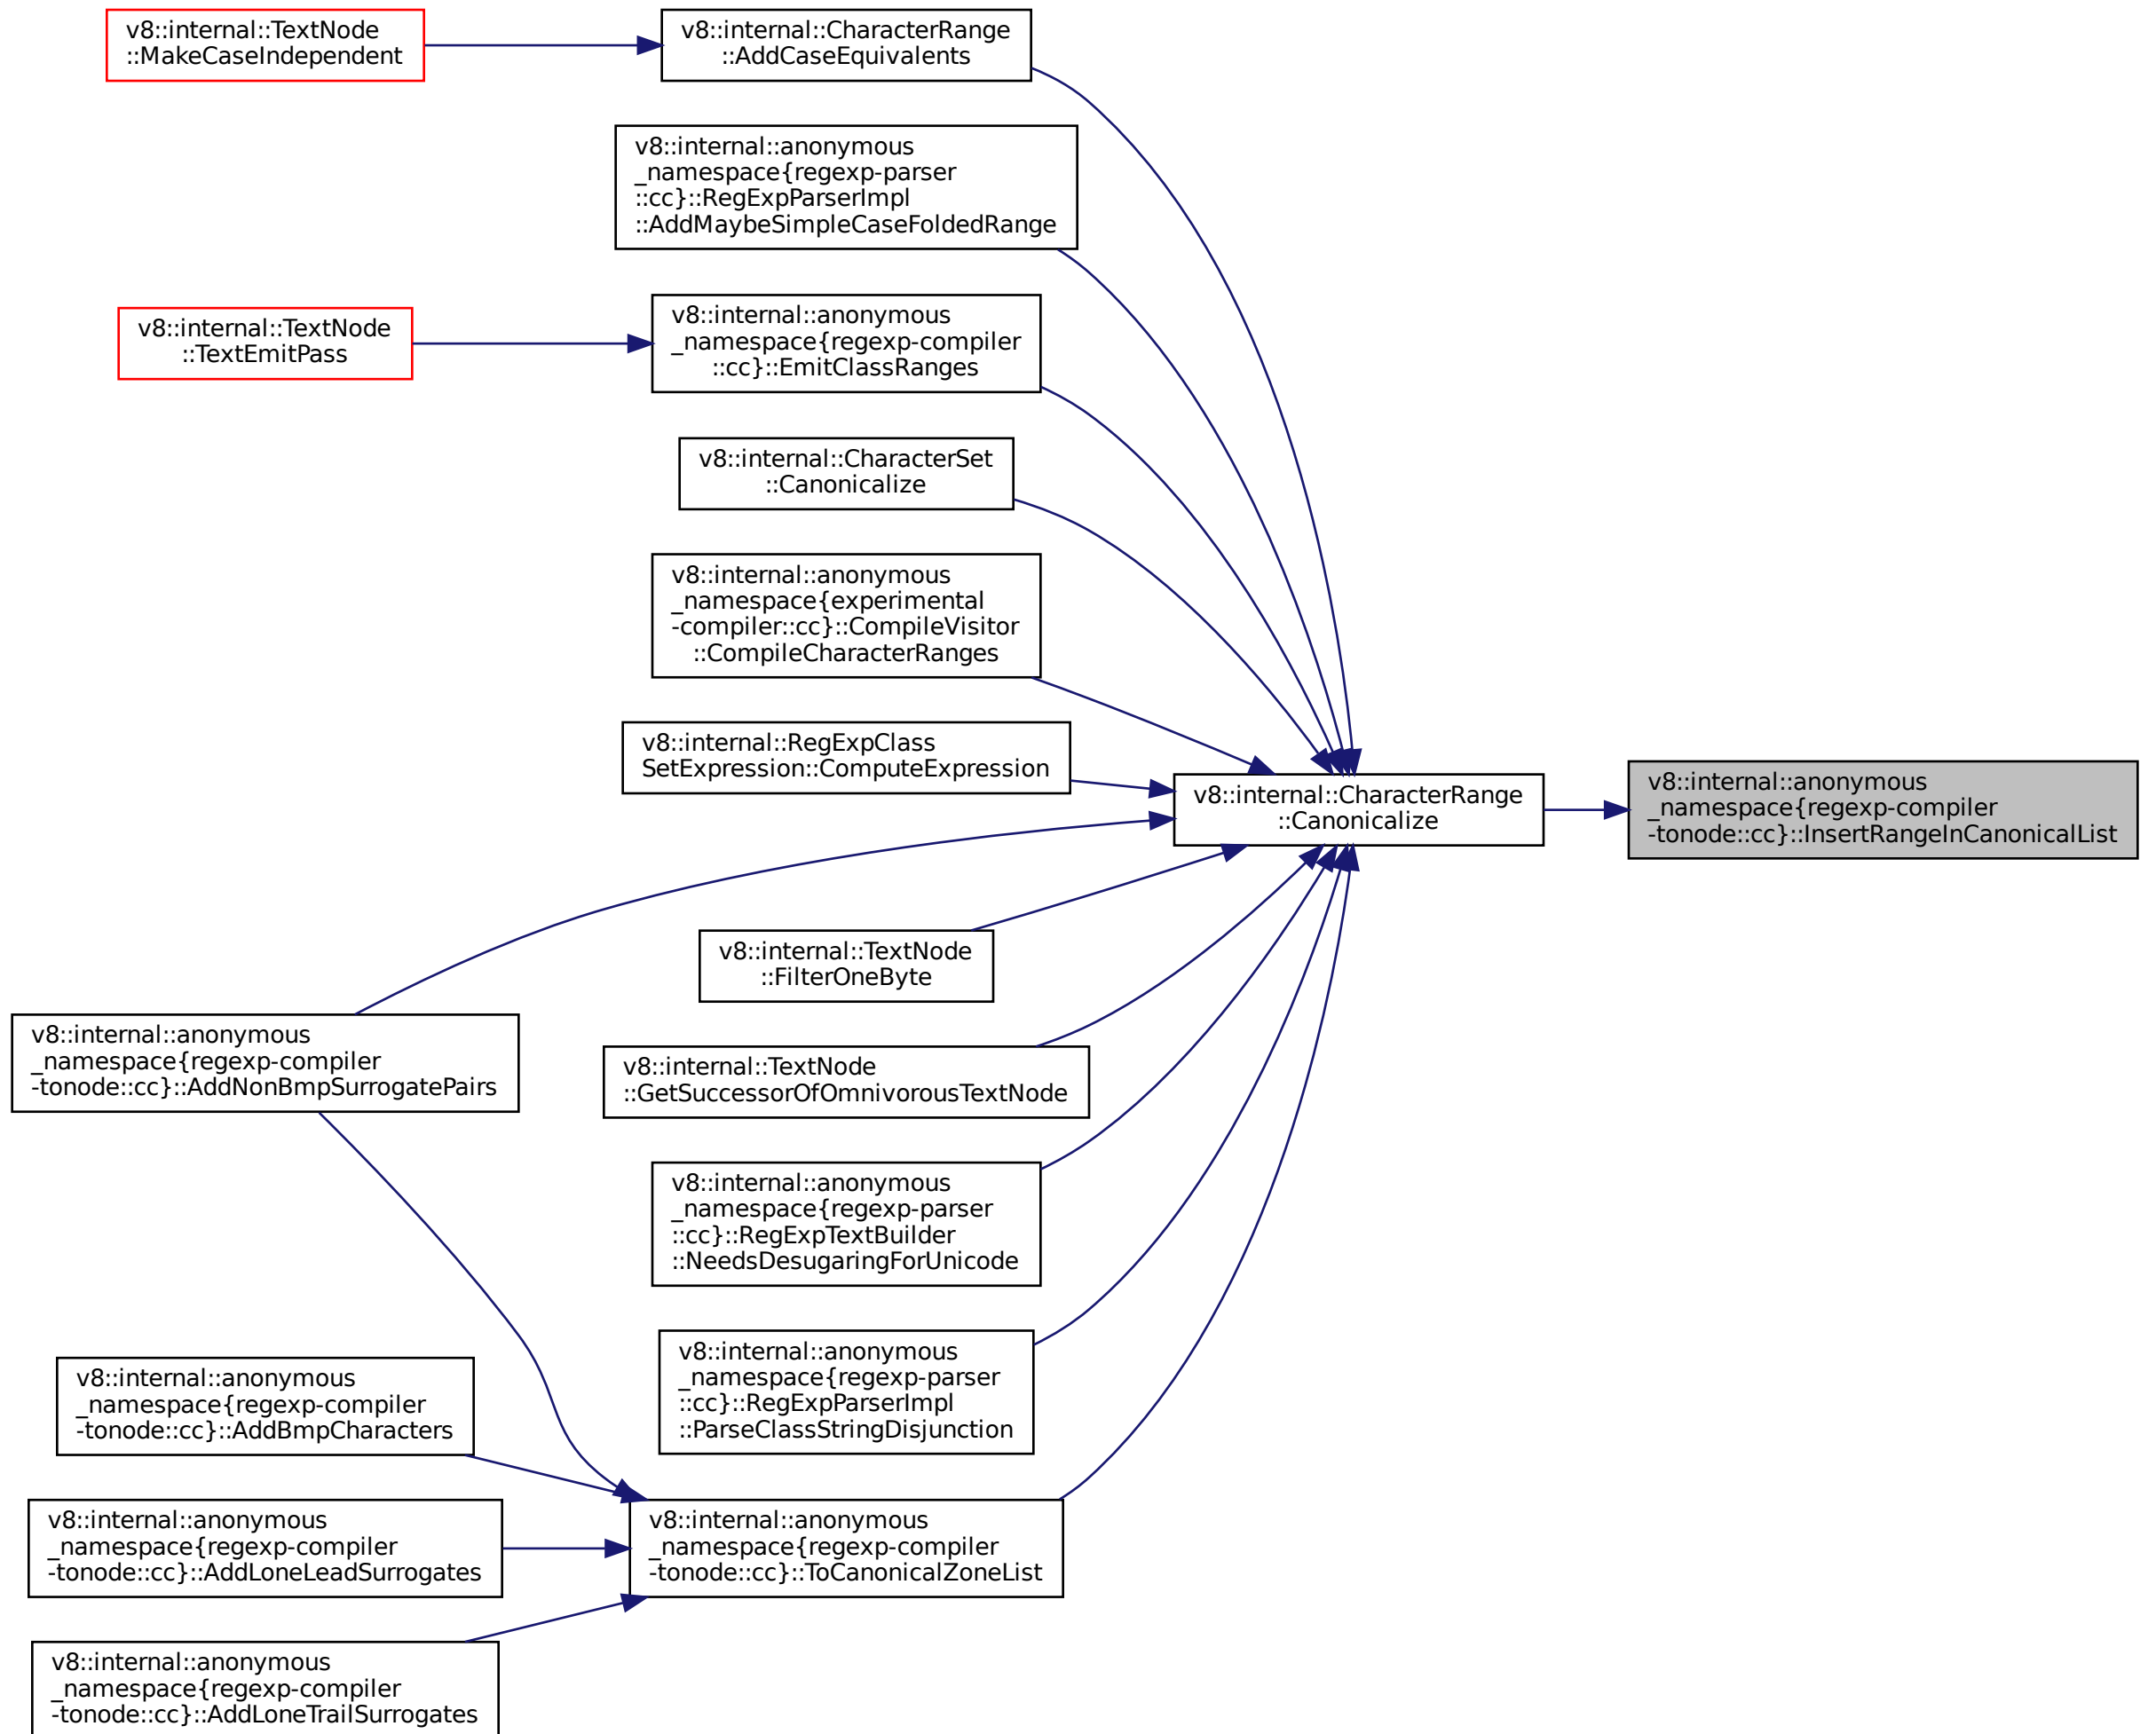 v8::internal::TextNode
::MakeCaseIndependent
v8::internal::CharacterRange
::AddCaseEquivalents
v8::internal::anonymous
_namespace{regexp-parser
::cc}::RegExpParserImpl
::AddMaybeSimpleCaseFoldedRange
v8::internal::TextNode
::TextEmitPass
v8::internal::anonymous
_namespace{regexp-compiler
::cc}::EmitClassRanges
v8::internal::CharacterSet
::Canonicalize
v8::internal::anonymous
_namespace{experimental
-compiler::cc}::CompileVisitor
::CompileCharacterRanges
v8::internal::RegExpClass
SetExpression::ComputeExpression
v8::internal::CharacterRange
::Canonicalize
v8::internal::anonymous
_namespace{regexp-compiler
-tonode::cc}::InsertRangeInCanonicalList
v8::internal::TextNode
::FilterOneByte
v8::internal::anonymous
_namespace{regexp-compiler
-tonode::cc}::AddNonBmpSurrogatePairs
v8::internal::TextNode
::GetSuccessorOfOmnivorousTextNode
v8::internal::anonymous
_namespace{regexp-parser
::cc}::RegExpTextBuilder
::NeedsDesugaringForUnicode
v8::internal::anonymous
_namespace{regexp-parser
::cc}::RegExpParserImpl
::ParseClassStringDisjunction
v8::internal::anonymous
_namespace{regexp-compiler
-tonode::cc}::AddBmpCharacters
v8::internal::anonymous
_namespace{regexp-compiler
-tonode::cc}::AddLoneLeadSurrogates
v8::internal::anonymous
_namespace{regexp-compiler
-tonode::cc}::ToCanonicalZoneList
v8::internal::anonymous
_namespace{regexp-compiler
-tonode::cc}::AddLoneTrailSurrogates